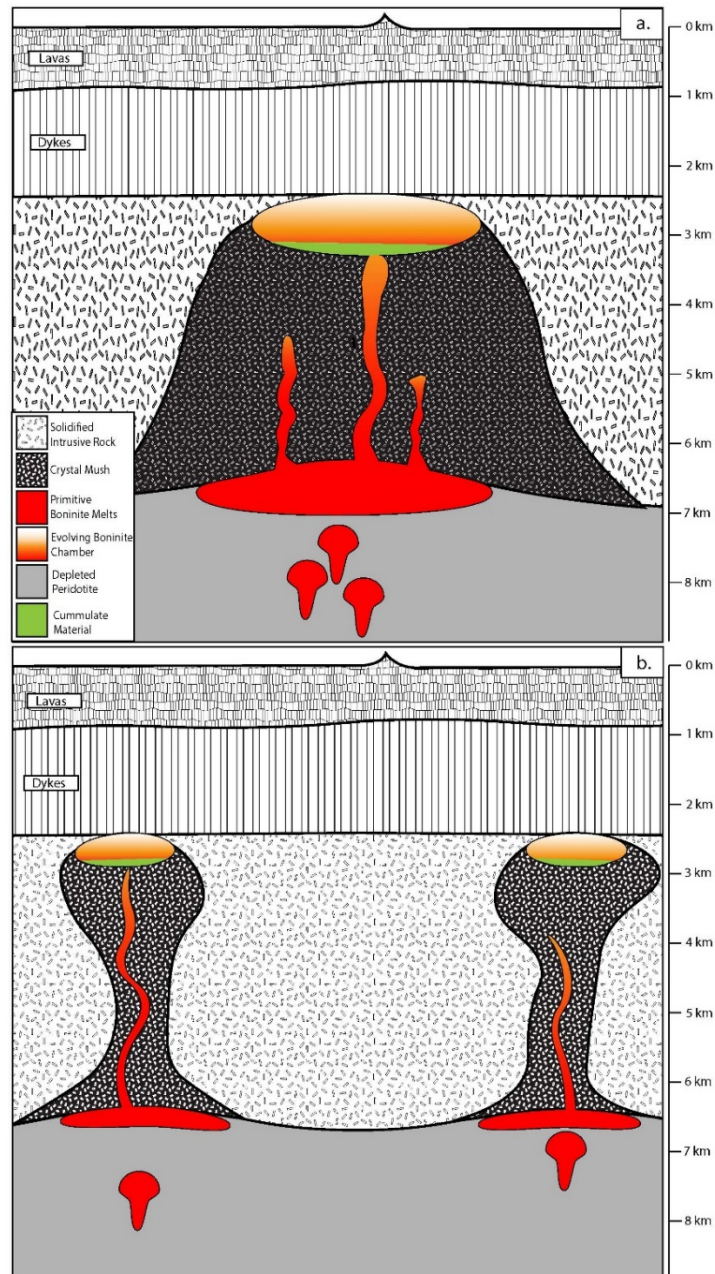 a.
0 km
Lavas
1 km
Dykes
2 km
3 km
4 km
5 km
6 km
7 km
8 km
Solidified
Intrusive Rock
Crystal Mush
Primitive
Boninite Melts
Evolving Boninite
Chamber
Depleted
Peridotite
Cummulate
Material
b.
0 km
Lavas
1 km
Dykes
2 km
3 km
4 km
5 km
6 km
7 km
8 km